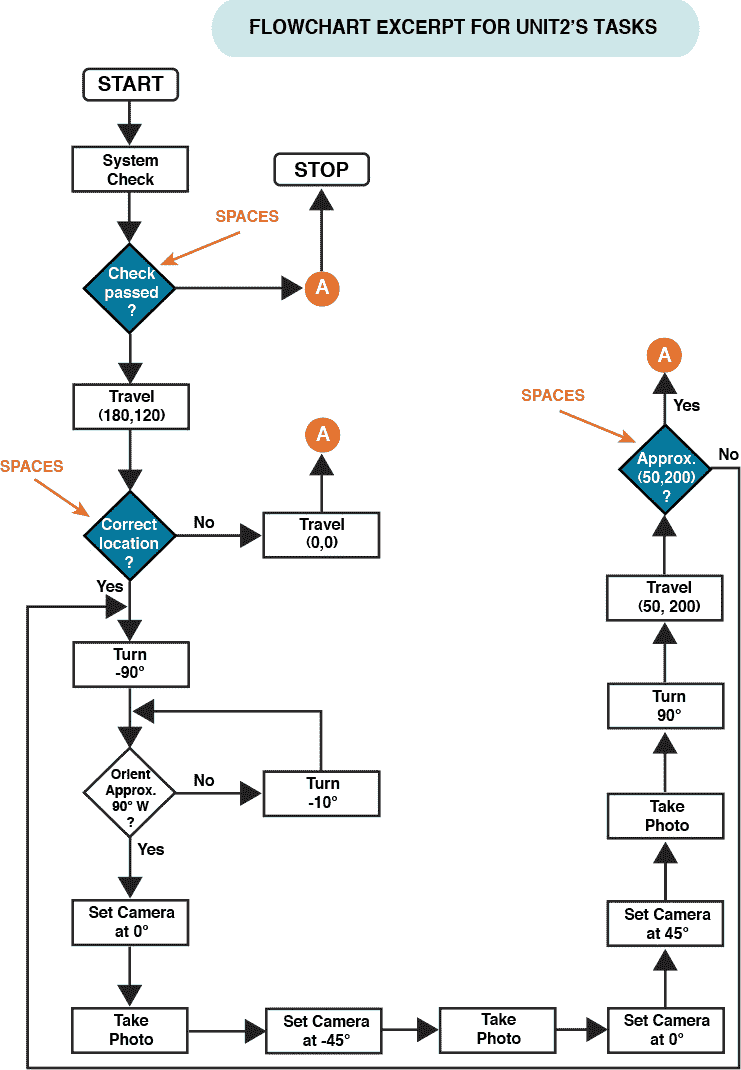 FLOWCHART EXCERPT FOR UNIT2'S TASKS
START
System
Check
STOP
SPACES
Check
passed
?
A
Travel
(180,120)
SPACES
Correct
location
?
No
Travel
(0,0)
A
Yes
Turn
-90°
Orient
Approx.
90° W
?
No
Turn
-10°
Yes
Set Camera
at 0°
Take
Photo
Set Camera
at -45°
Take
Photo
Set Camera
at 0°
Set Camera
at 45°
Take
Photo
Turn
90°
Travel
(50, 200)
SPACES
Approx.
(50,200)
?
No
Yes
A